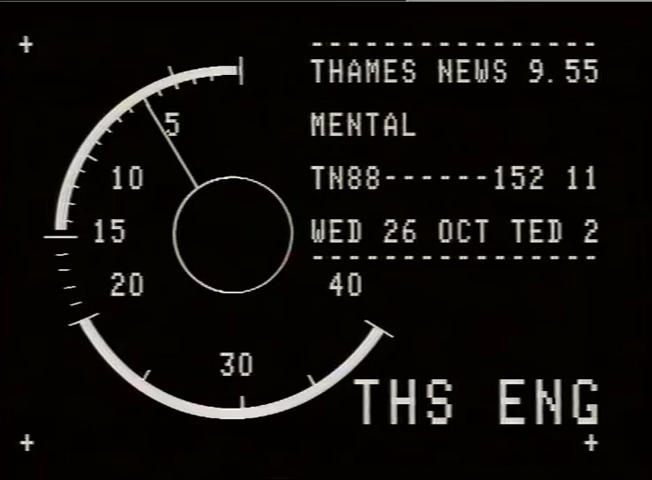 THAMES NEWS 9.55
MENTAL
TN88------152 11
WED 26 OCT TED 2
5
10
15
20
30
40
THS ENG